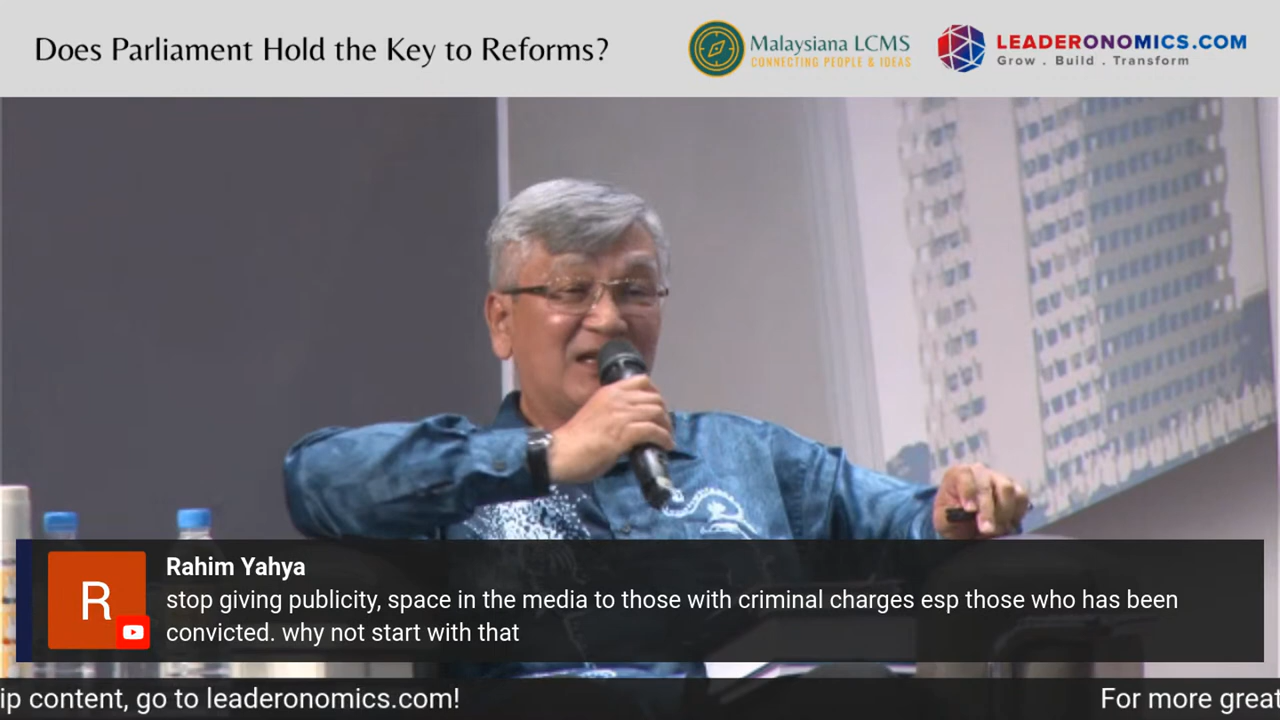 Does Parliament Hold the Key to Reforms?
Malaysiana LCMS
CONNECTING PEOPLE & IDEAS
LEADERONOMICS.COM
Grow . Build . Transform
R
Rahim Yahya
stop giving publicity, space in the media to those with criminal charges esp those who has been
convicted. why not start with that
ip content, go to leaderonomics.com!
For more great